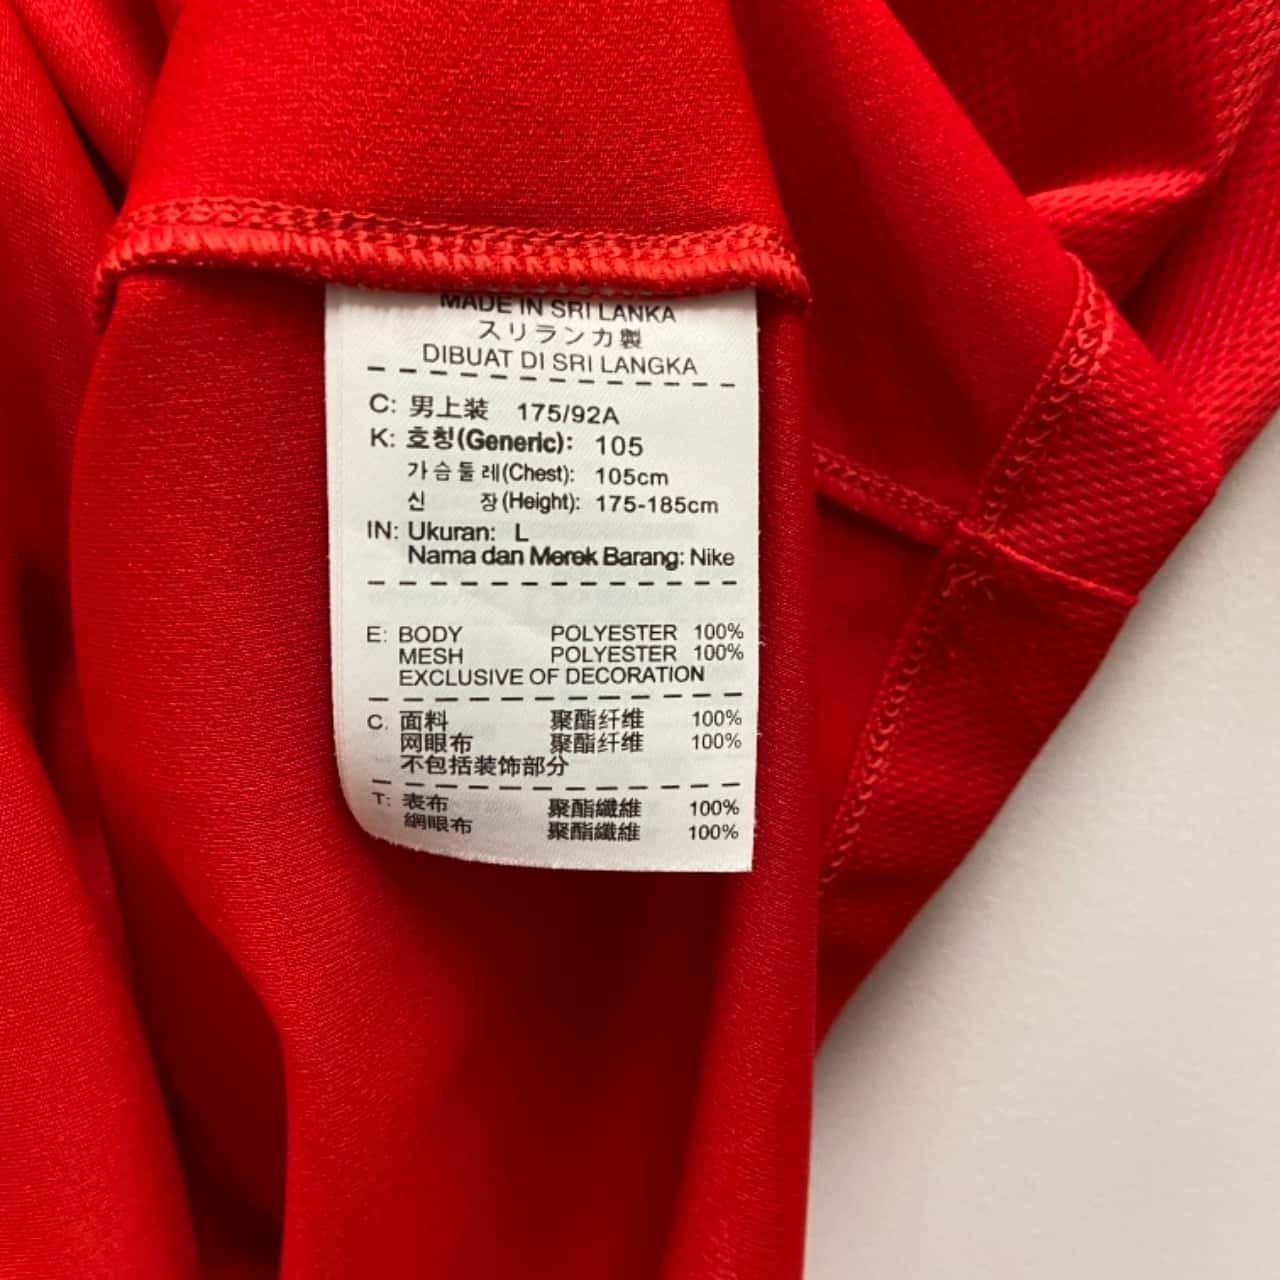 MADE IN SRI LANKA
スリランカ製
DIBUAT DI SRI LANGKA
C: 男上装 175/92A
K: 호칭(Generic): 105
가슴둘레(Chest): 105cm
신 장(Height): 175-185cm
IN: Ukuran: L
Nama dan Merek Barang: Nike
E: BODY POLYESTER 100%
MESH POLYESTER 100%
EXCLUSIVE OF DECORATION
C. 面料 聚酯纤维 100%
网眼布 聚酯纤维 100%
不包括装饰部分
T: 表布 聚酯纖維 100%
網眼布 聚酯纖維 100%